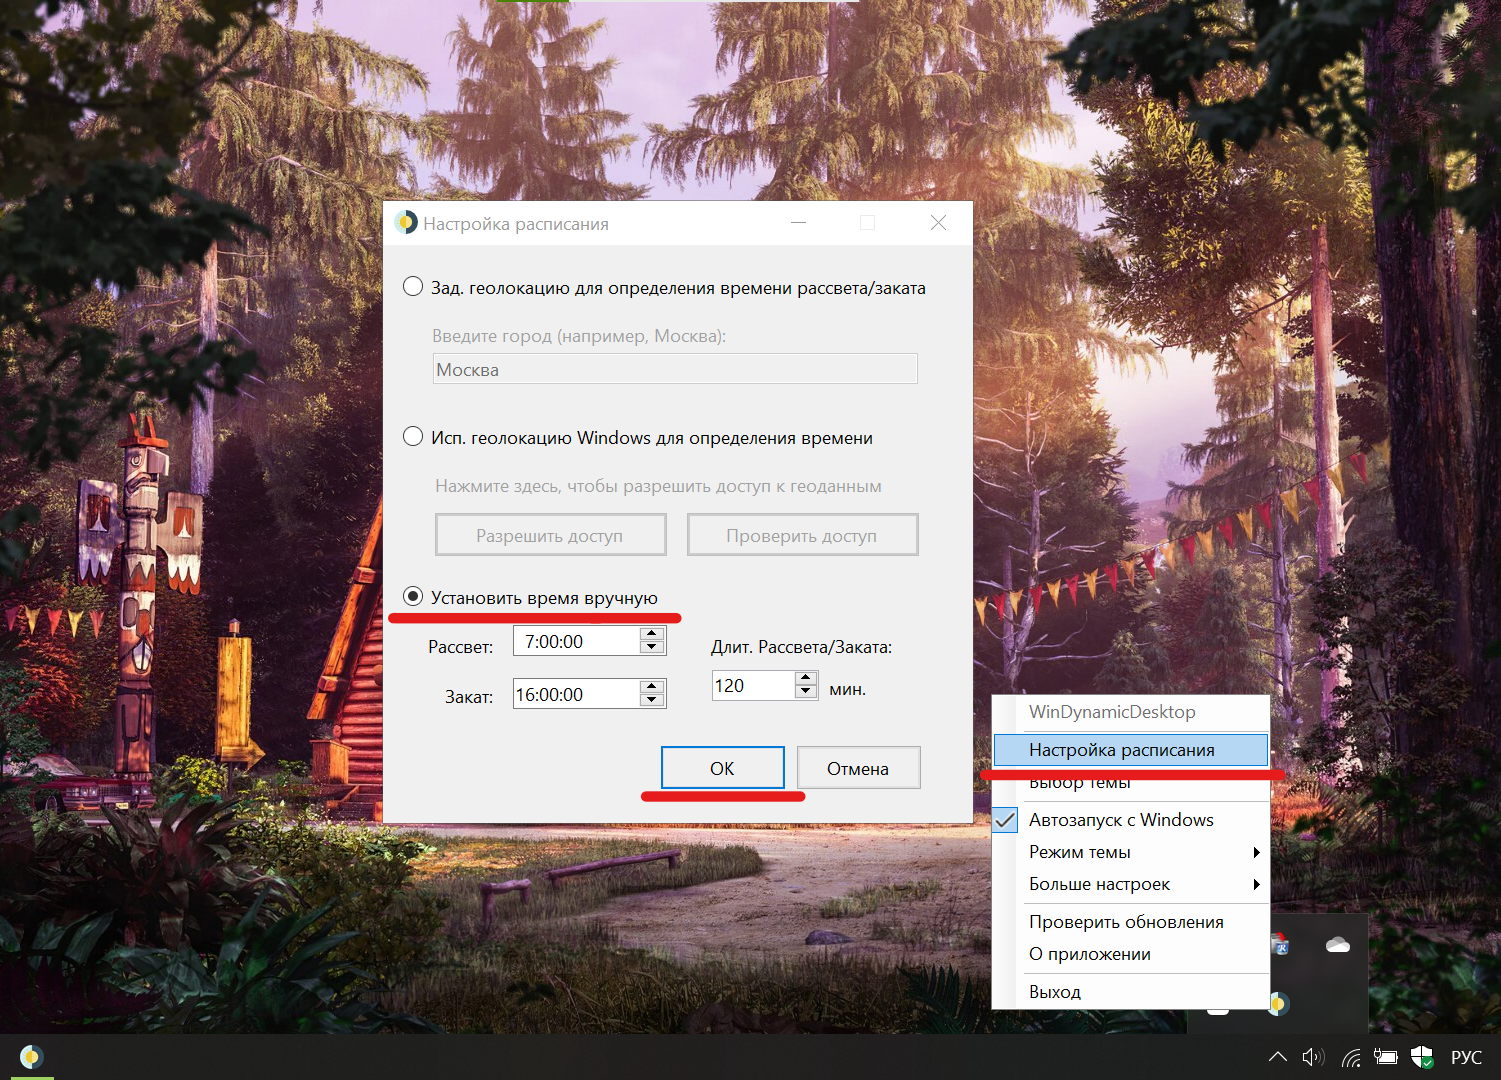 Настройка расписания
Зад. геолокацию для определения времени рассвета/заката
Введите город (например, Москва):
Москва
Исп. геолокацию Windows для определения времени
Нажмите здесь, чтобы разрешить доступ к геоданным
Разрешить доступ
Проверить доступ
Установить время вручную
Рассвет:
7:00:00
Длит. Рассвета/Заката:
Закат:
16:00:00
120
мин.
ОК
Отмена
WinDynamicDesktop
Настройка расписания
Выбор темы
Автозапуск с Windows
Режим темы
Больше настроек
Проверить обновления
О приложении
Выход
РУС